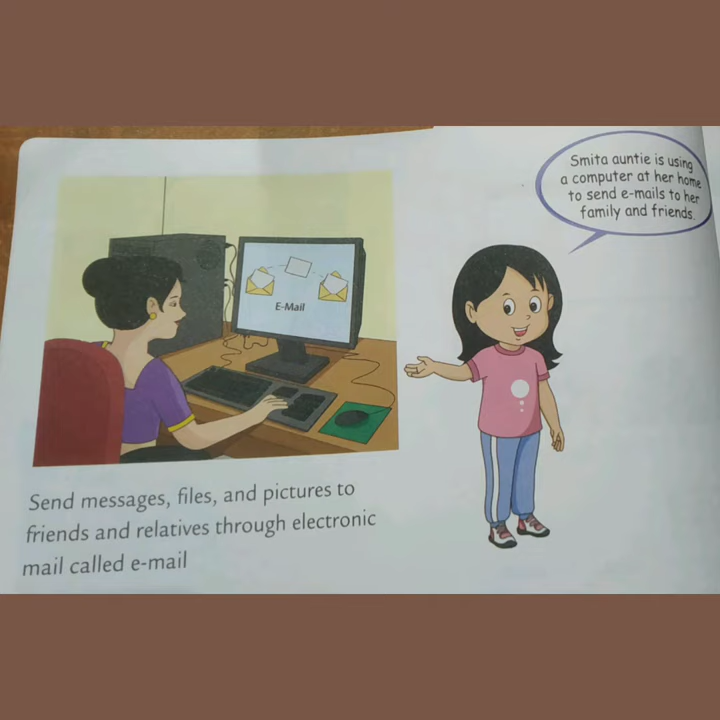 Smita auntie is using
a computer at her home
to send e-mails to her
family and friends.
E-Mail
Send messages, files, and pictures to
friends and relatives through electronic
mail called e-mail